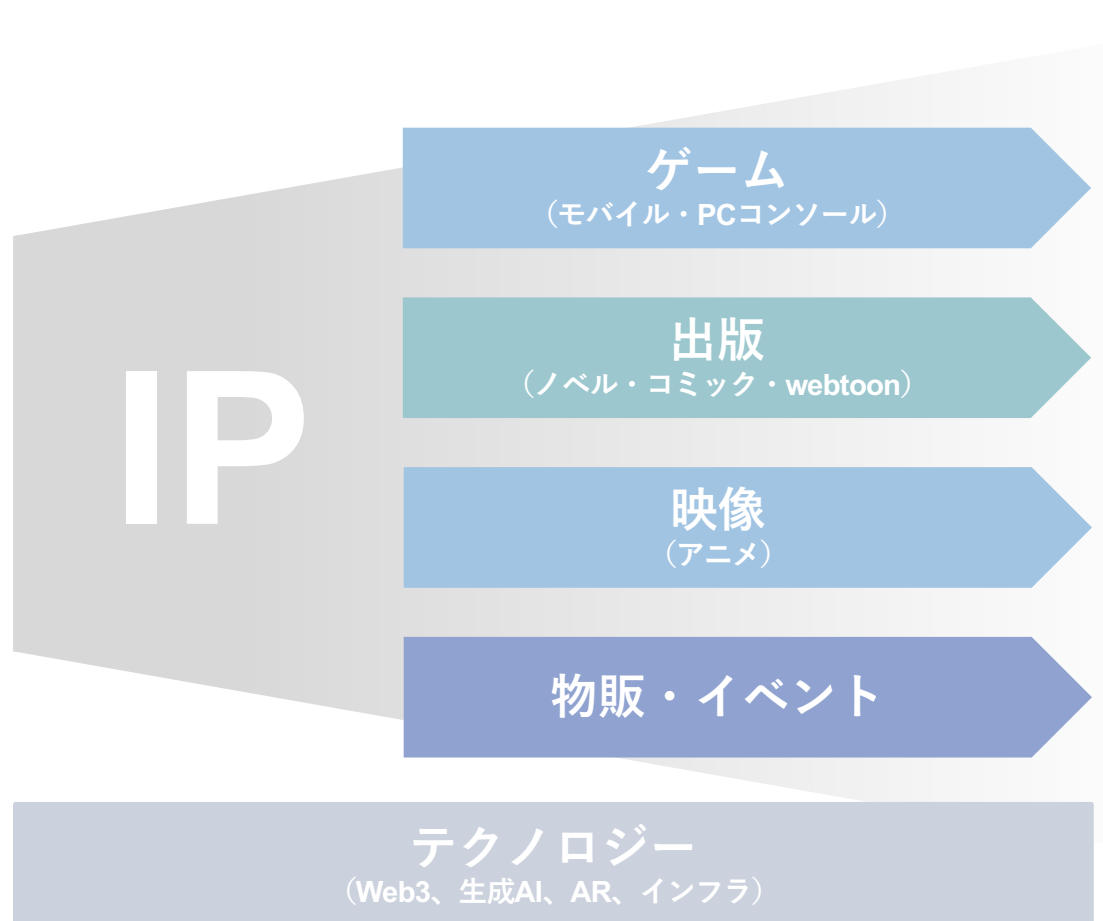 IP
ゲーム
（モバイル・PCコンソール）
出版
（ノベル・コミック・webtoon）
映像
（アニメ）
物販・イベント
テクノロジー
（Web3、生成AI、AR、インフラ）